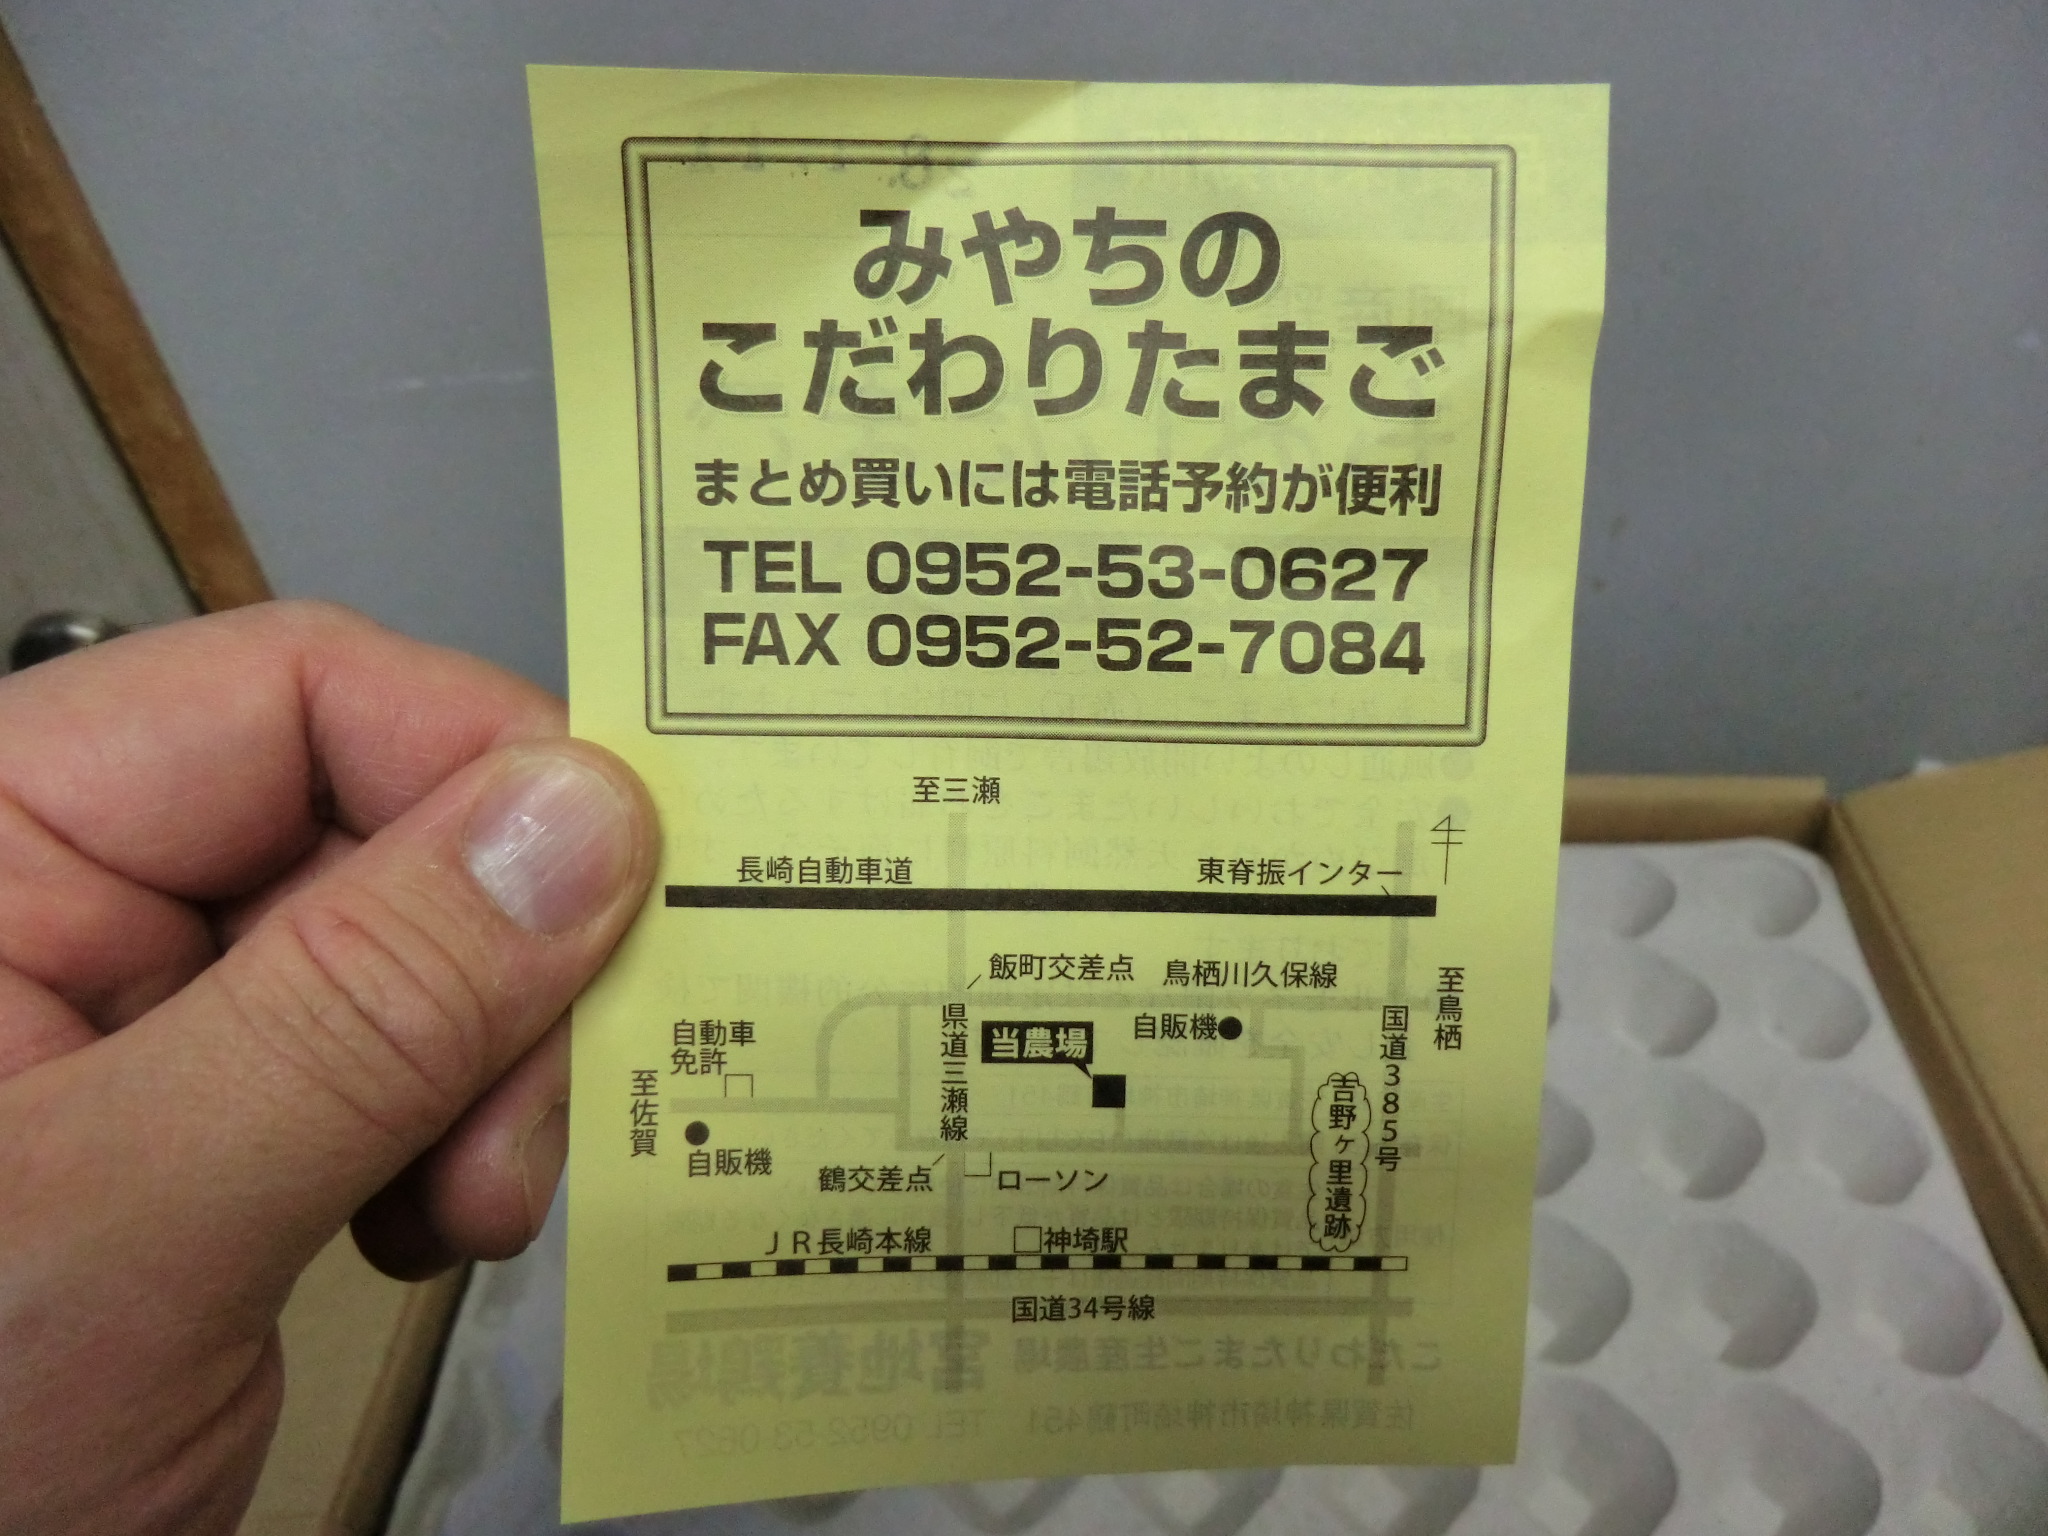 みやちの
こだわりたまご
まとめ買いには電話予約が便利
TEL 0952-53-0627
FAX 0952-52-7084
至三瀬
長崎自動車道
東脊振インター
飯町交差点
鳥栖川久保線
至鳥栖
自動車
免許
県道三瀬線
当農場
自販機
国道385号
至佐賀
吉野ヶ里遺跡
自販機
鶴交差点
ローソン
JR長崎本線
神埼駅
国道34号線